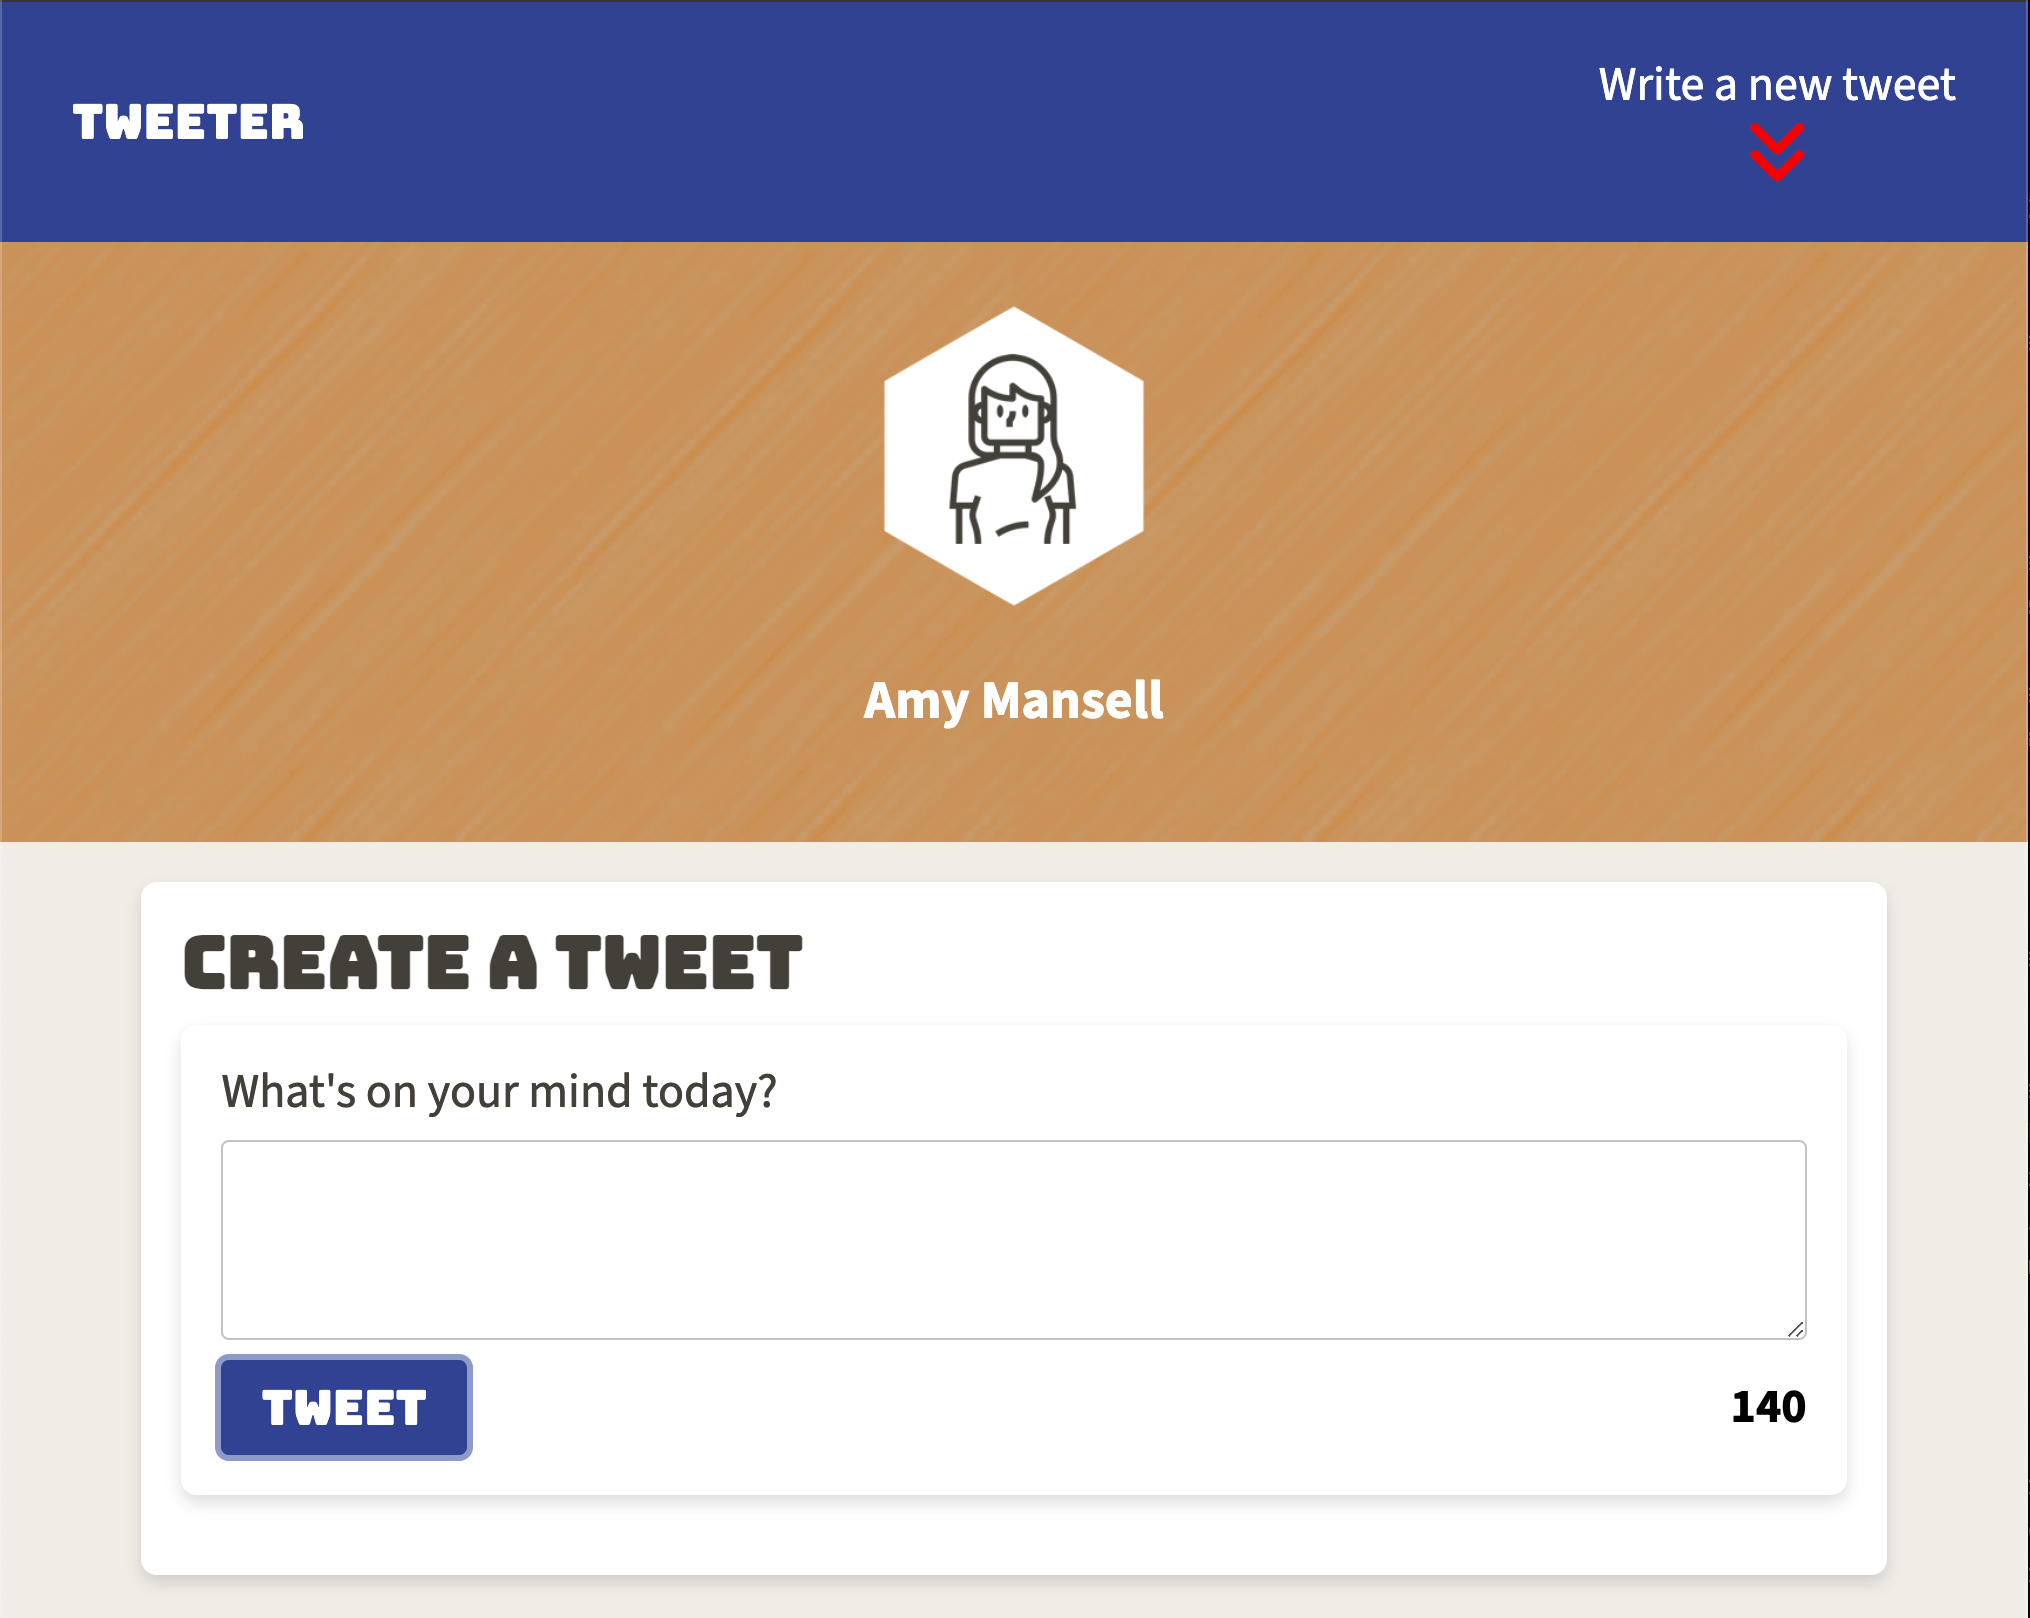 TWEETER
Write a new tweet
Amy Mansell
CREATE A TWEET
What's on your mind today?
TWEET
140